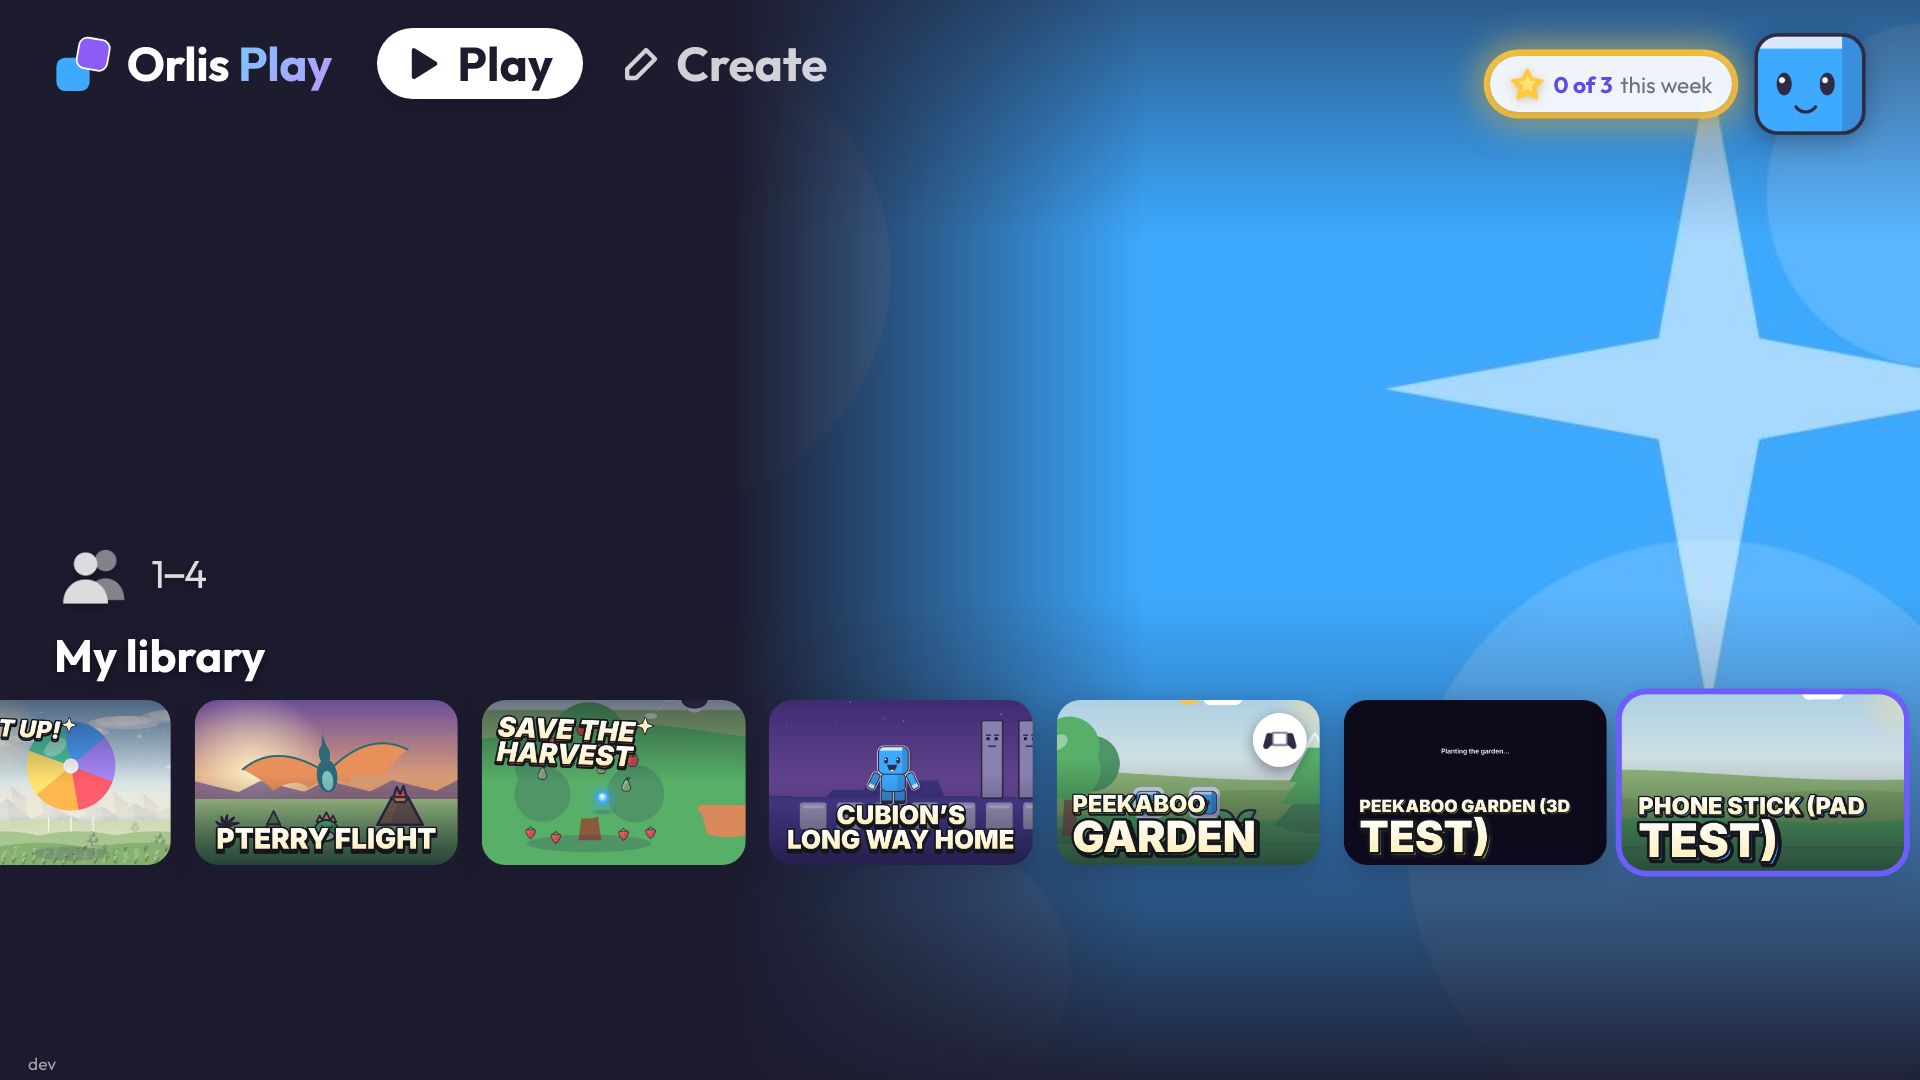 Orlis Play
Play
Create
0 of 3 this week
1–4
My library
T UP!
PTERRY FLIGHT
SAVE THE
HARVEST
CUBION'S
LONG WAY HOME
PEEKABOO
GARDEN
Planting the garden...
PEEKABOO GARDEN (3D
TEST)
PHONE STICK (PAD
TEST)
dev